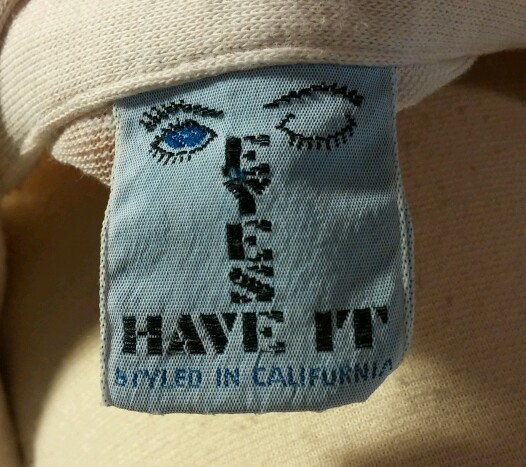 EYES
HAVE IT
STYLED IN CALIFORNIA